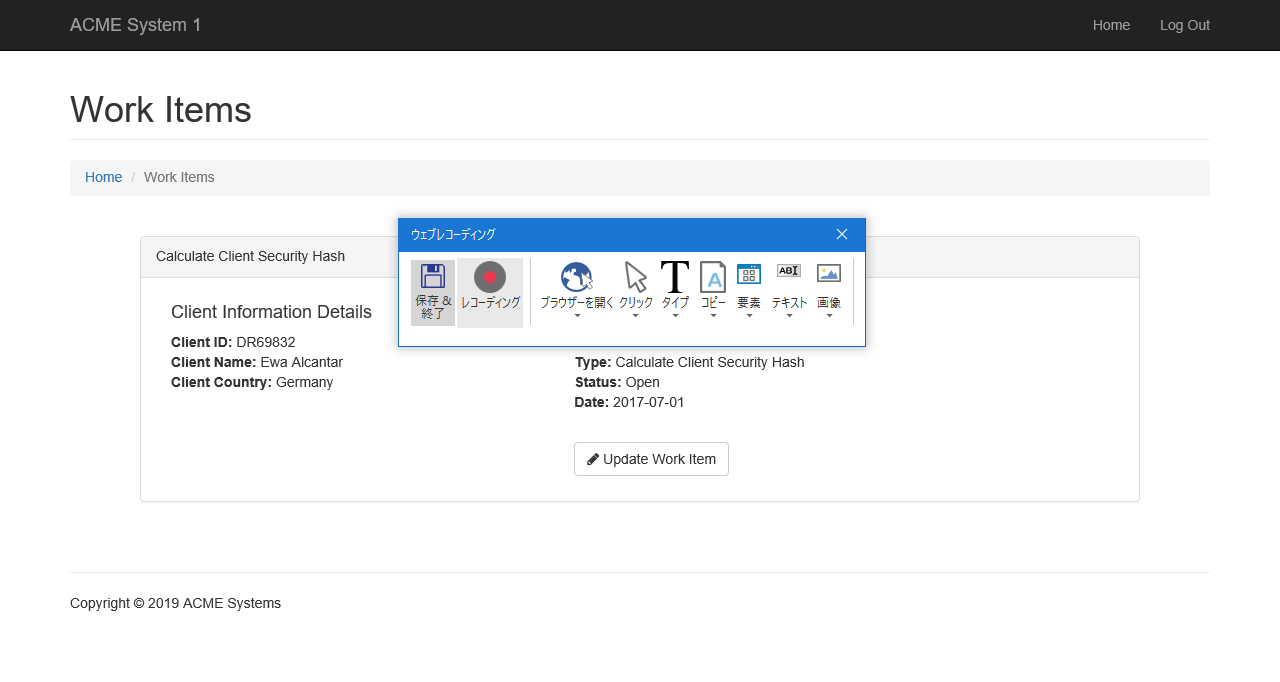 ACME System 1
Home
Log Out
Work Items
Home / Work Items
ウェブレコーディング
保存 &
終了
レコーディング
ブラウザーを開く
クリック
タイプ
コピー
要素
ABI
テキスト
画像
Calculate Client Security Hash
Client Information Details
Client ID: DR69832
Client Name: Ewa Alcantar
Client Country: Germany
Type: Calculate Client Security Hash
Status: Open
Date: 2017-07-01
Update Work Item
Copyright © 2019 ACME Systems